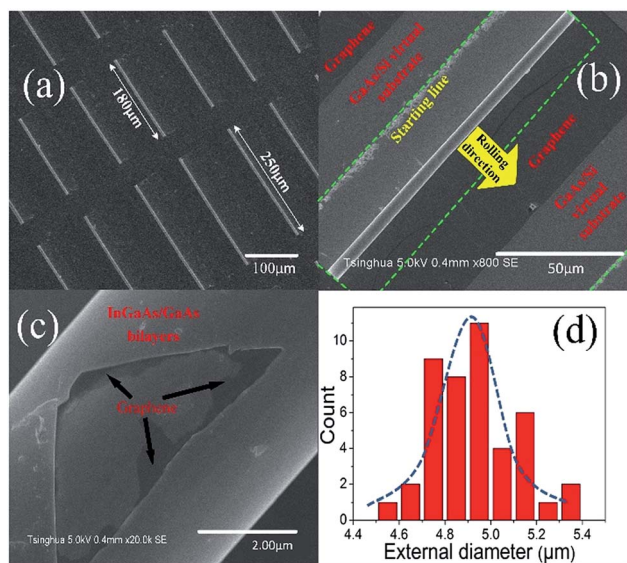 (a)
180μm
250μm
100μm
(b)
Graphene
GaAs/Si virtual
substrate
Starting line
Rolling
direction
Graphene
GaAs/Si
virtual
substrate
Tsinghua 5.0kV 0.4mm x800 SE
50μm
(c)
InGaAs/GaAs
bilayers
Graphene
Tsinghua 5.0kV 0.4mm x20.0k SE
2.00μm
(d)
Count
10
8
6
4
2
0
4.4 4.6 4.8 5.0 5.2 5.4
External diameter (μm)